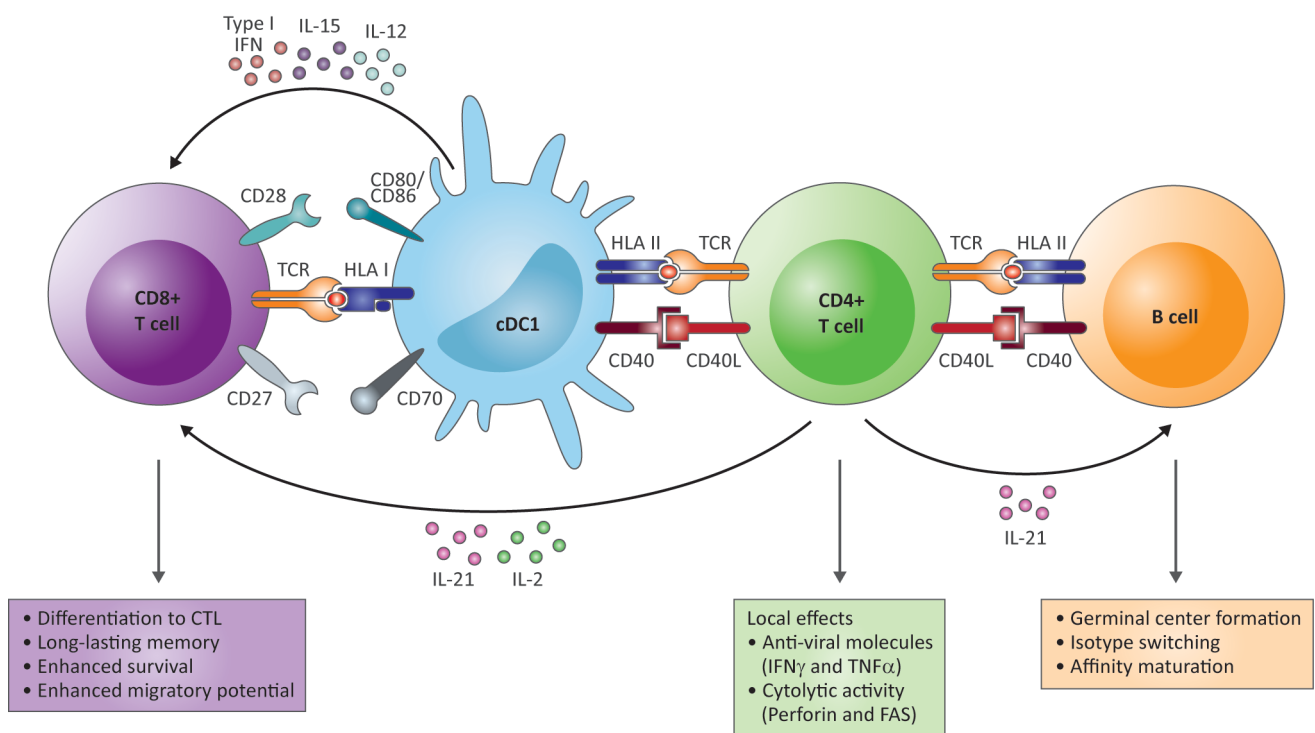 Type I
IFN
IL-15
IL-12
CD28
CD80/
CD86
TCR
HLA I
CD8+
T cell
CD27
CD70
cDC1
HLA II
TCR
CD40
CD40L
CD4+
T cell
TCR
HLA II
CD40L
CD40
B cell
IL-21
IL-2
IL-21
• Differentiation to CTL
• Long-lasting memory
• Enhanced survival
• Enhanced migratory potential
Local effects
• Anti-viral molecules
(IFNγ and TNFα)
• Cytolytic activity
(Perforin and FAS)
• Germinal center formation
• Isotype switching
• Affinity maturation